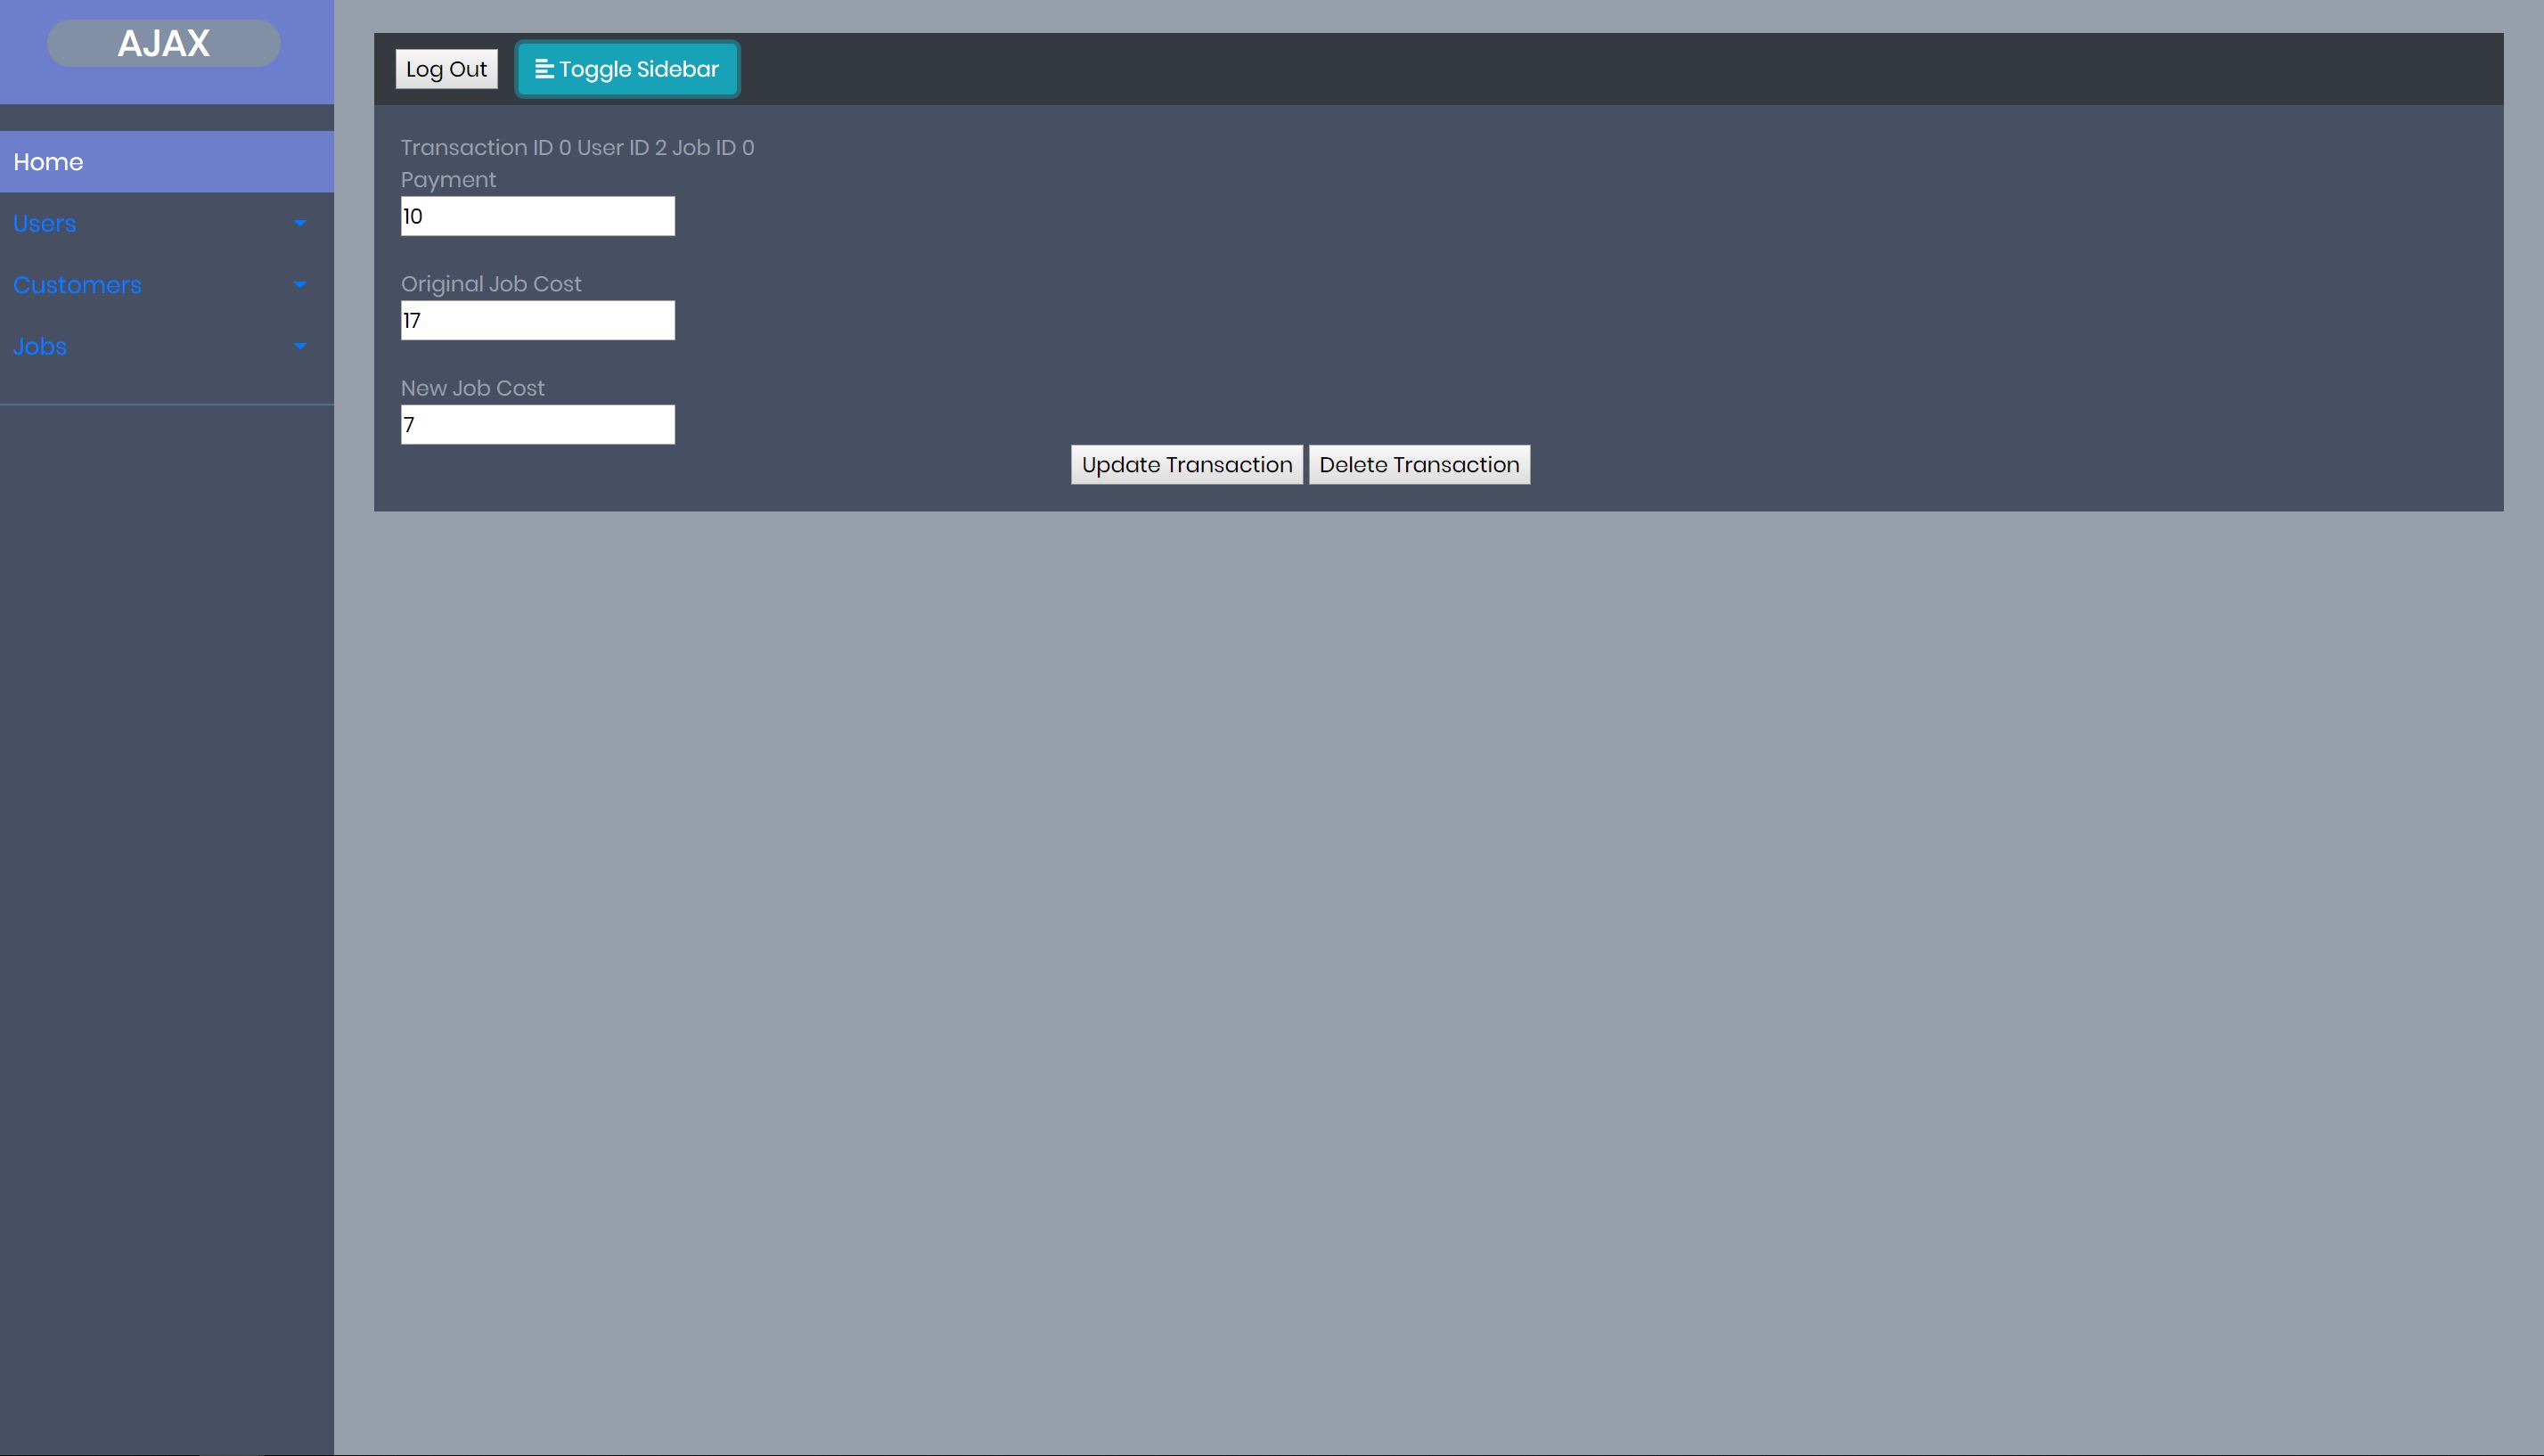 AJAX
Home
Users
Customers
Jobs
Log Out
Toggle Sidebar
Transaction ID 0 User ID 2 Job ID 0
Payment
10
Original Job Cost
17
New Job Cost
7
Update Transaction Delete Transaction